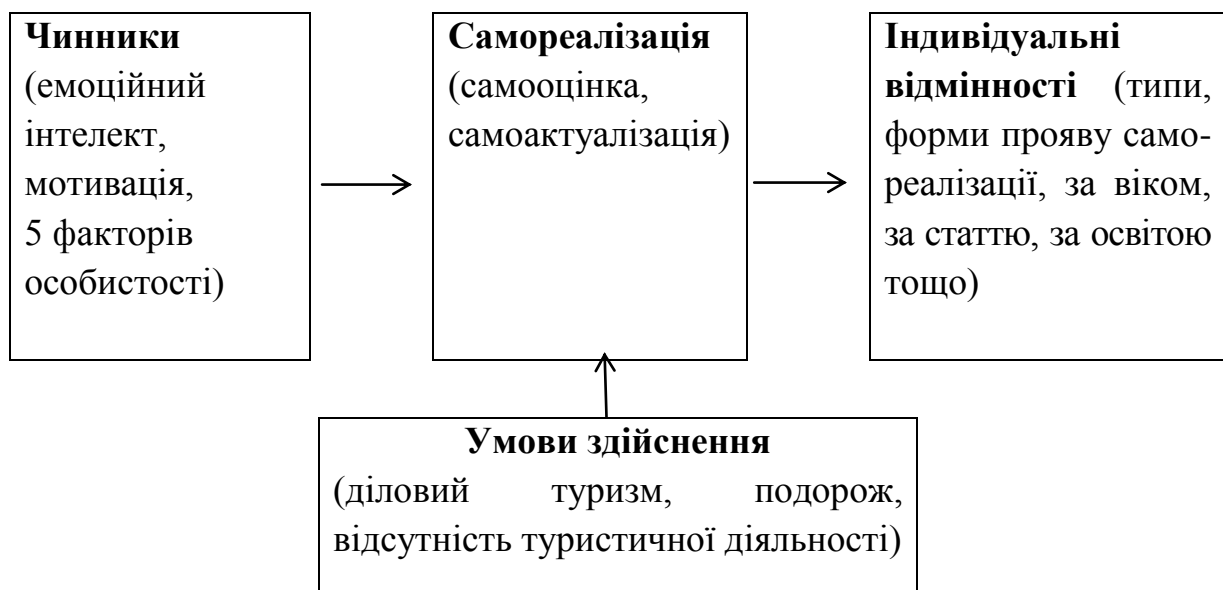 Чинники
(емоційний
інтелект,
мотивація,
5 факторів
особистості)
Самореалізація
(самооцінка,
самоактуалізація)
Індивідуальні
відмінності (типи,
форми прояву само-
реалізації, за віком,
за статтю, за освітою
тощо)
Умови здійснення
(діловий туризм, подорож,
відсутність туристичної діяльності)